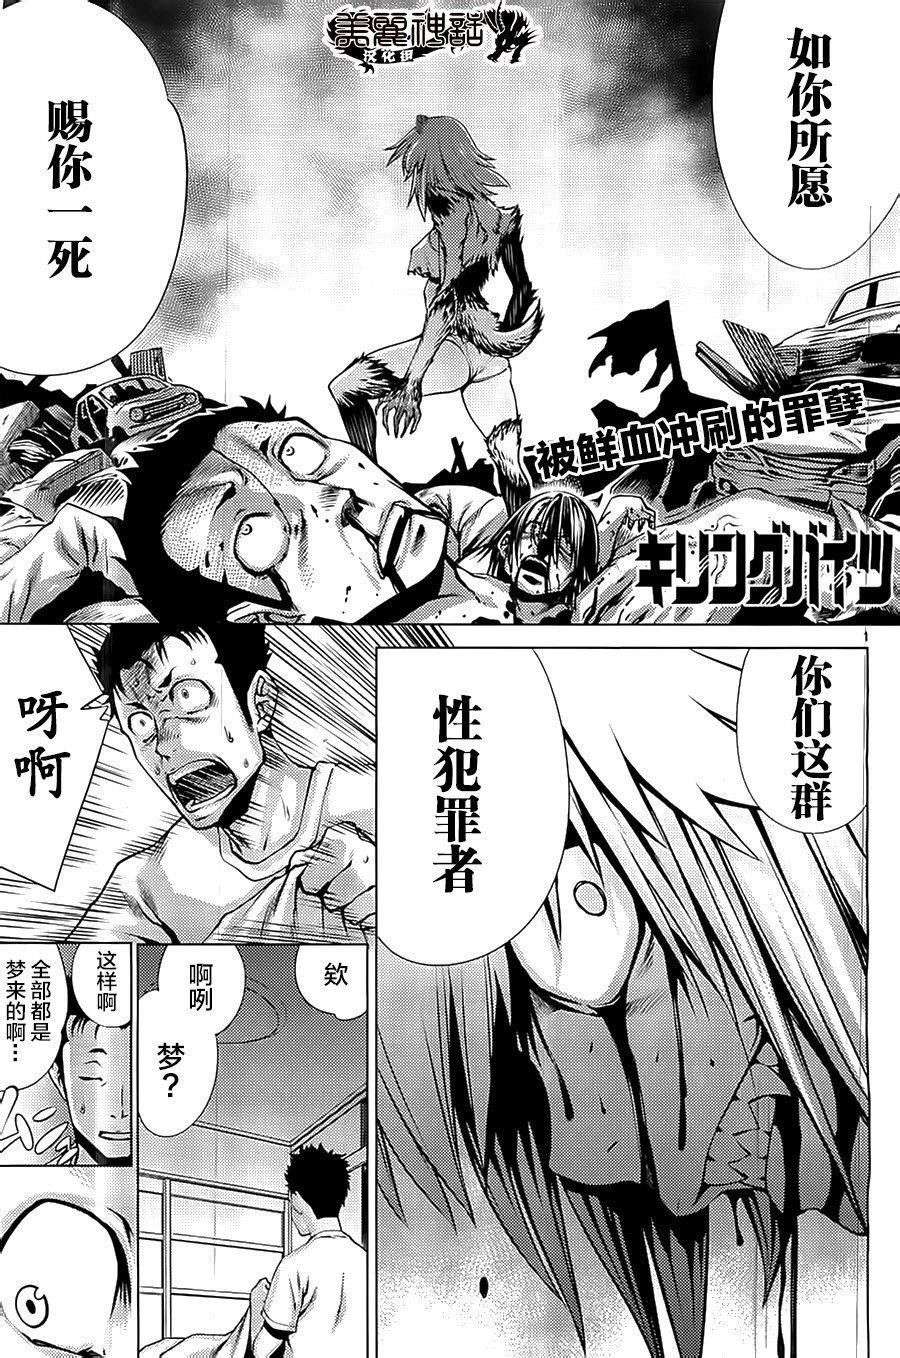 美麗神話
汉化组
如你所愿
赐你一死
被鲜血冲刷的罪孽
キリングバイツ
1
你们这群
性犯罪者
呀啊
欸
啊咧
梦？
这样啊
全部都是
梦来的啊…